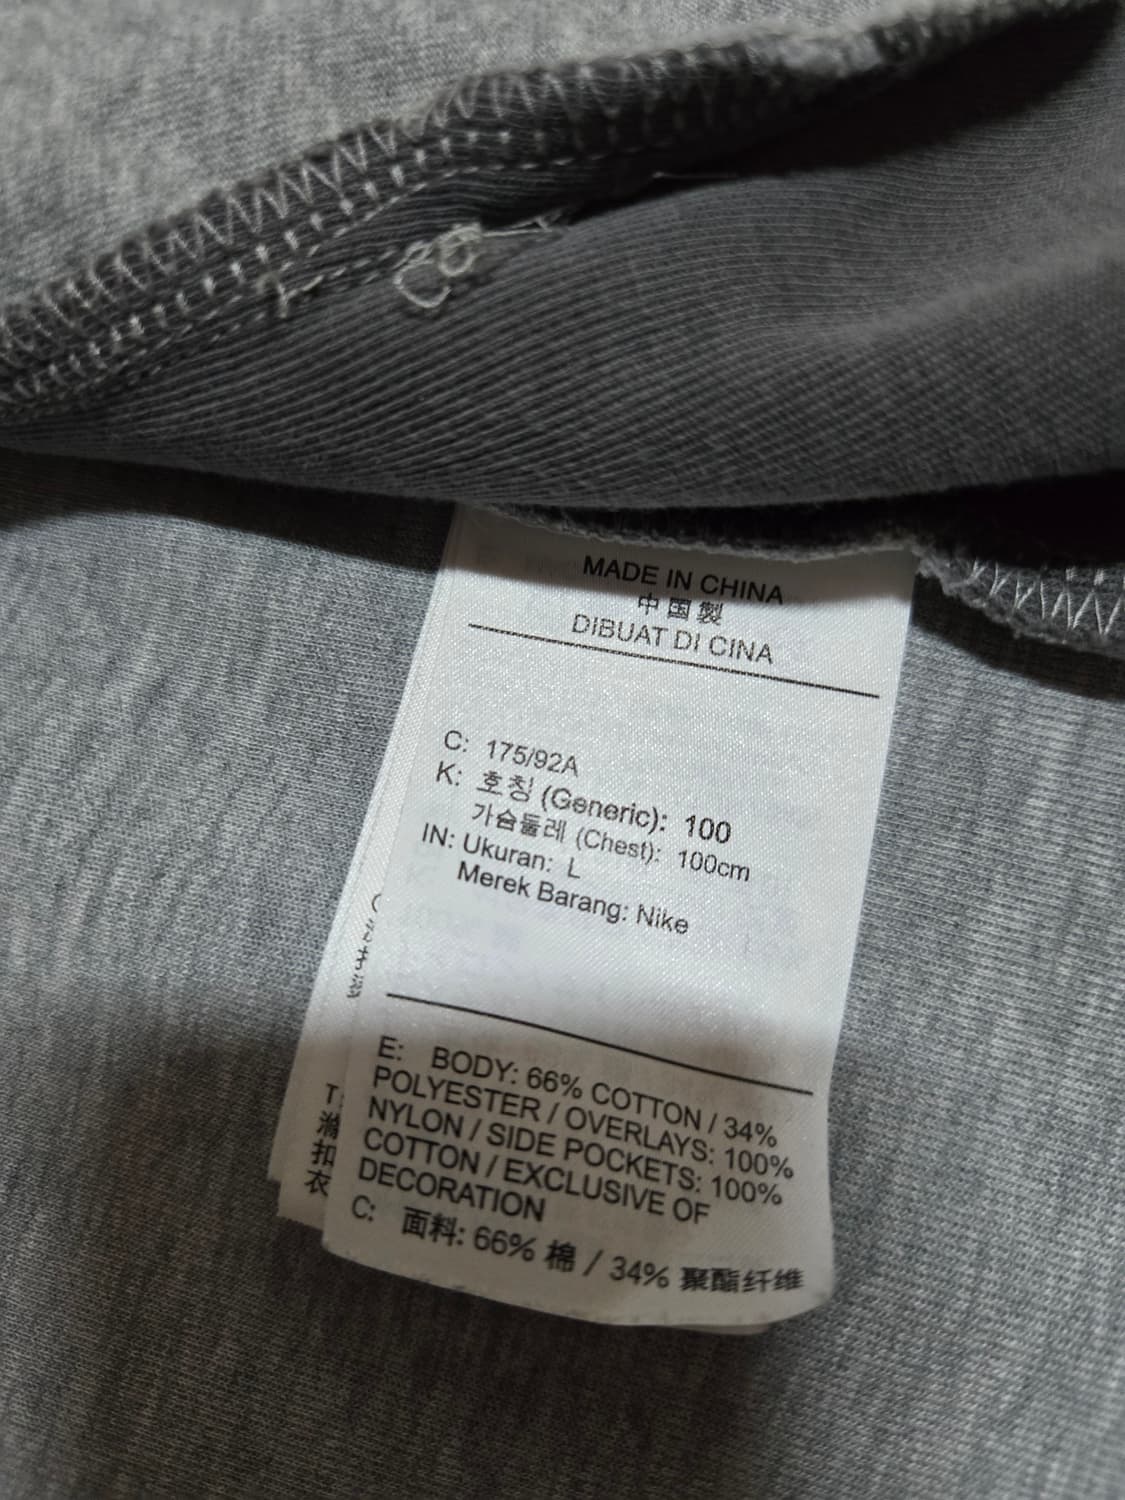 MADE IN CHINA
中国製
DIBUAT DI CINA
C: 175/92A
K: 호칭 (Generic): 100
가슴둘레 (Chest): 100cm
IN: Ukuran: L
Merek Barang: Nike
E: BODY: 66% COTTON / 34%
POLYESTER / OVERLAYS: 100%
NYLON / SIDE POCKETS: 100%
COTTON / EXCLUSIVE OF
DECORATION
C: 面料: 66% 棉 / 34% 聚酯纤维